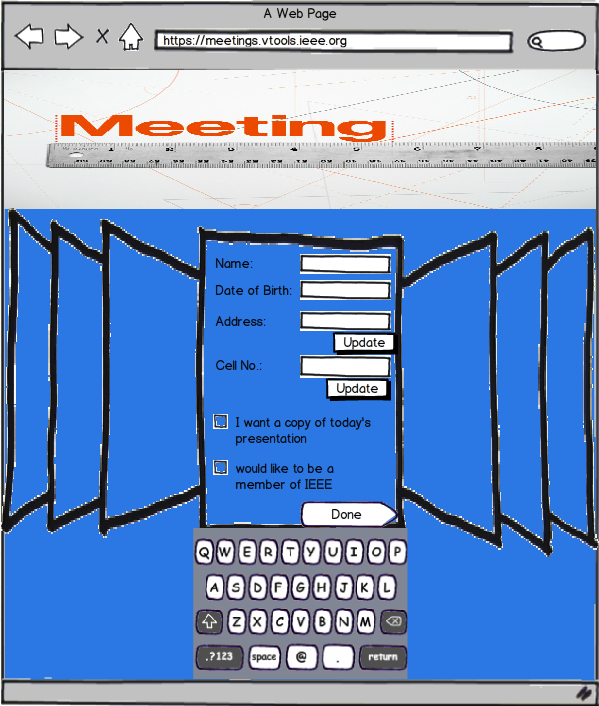 A Web Page
https://meetings.vtools.ieee.org
Meeting
Name:
Date of Birth:
Address:
Update
Cell No.:
Update
I want a copy of today's
presentation
would like to be a
member of IEEE
Done
Q W E R T Y U I O P
A S D F G H J K L
Z X C V B N M
.?123 space @ . return